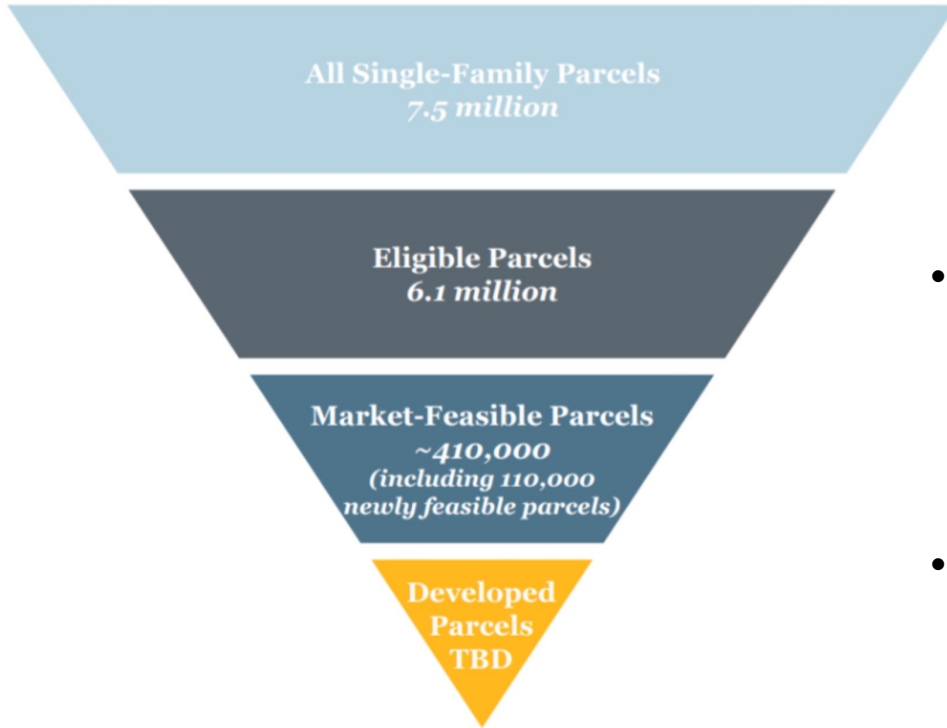 All Single-Family Parcels
7.5 million
Eligible Parcels
6.1 million
Market-Feasible Parcels
~410,000
(including 110,000
newly feasible parcels)
Developed
Parcels
TBD